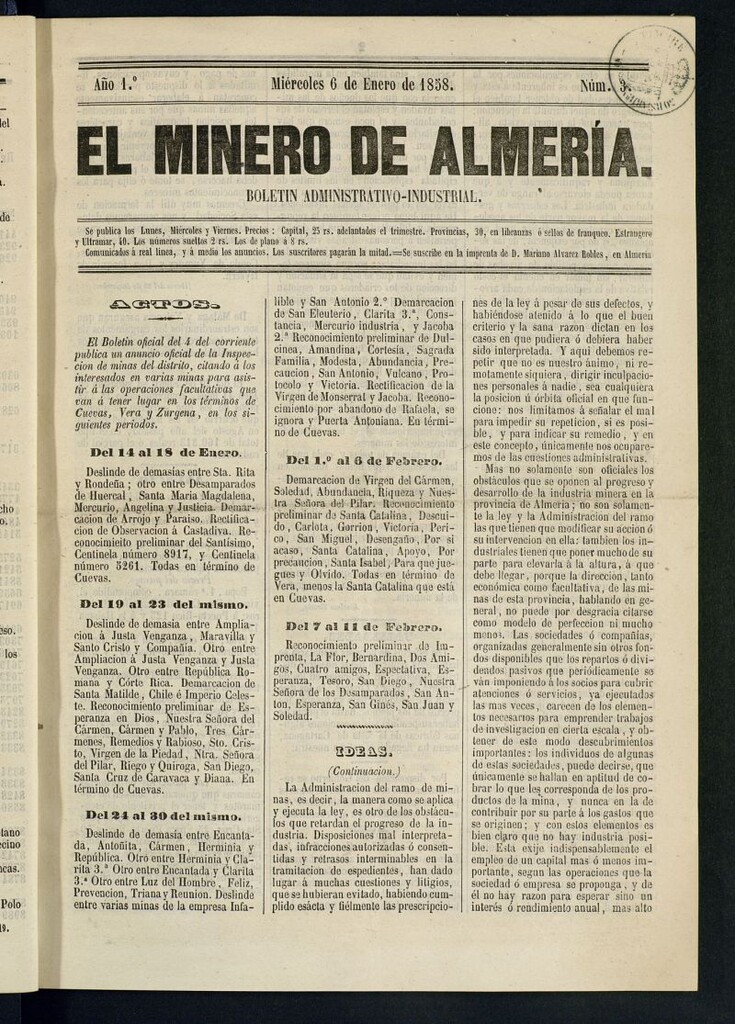 Año 1.º Miércoles 6 de Enero de 1858. Núm. 3.
EL MINERO DE ALMERÍA.
BOLETIN ADMINISTRATIVO-INDUSTRIAL.
Se publica los Lunes, Miércoles y Viernes. Precios: Capital, 25 rs. adelantados el trimestre. Provincias, 30, en libranzas ó sellos de franqueo. Estrangero
y Ultramar, 40. Los números sueltos 2 rs. Los de plano á 8 rs.
Comunicados á real linea, y á medio los anuncios. Los suscritores pagarán la mitad.=Se suscribe en la imprenta de D. Mariano Alvarez Robles, en Almería
ACTOS.
El Boletin oficial del 4 del corriente
publica un anuncio oficial de la Inspec-
cion de minas del distrito, citando á los
interesados en varias minas para asis-
tir á las operaciones facultativas que
van á tener lugar en los términos de
Cuevas, Vera y Zurgena, en los si-
guientes periodos.
Del 14 al 18 de Enero.
Deslinde de demasías entre Sta. Rita
y Rondeña; otro entre Desamparados
de Huercal, Santa Maria Magdalena,
Mercurio, Angelina y Justicia. Demar-
cacion de Arrojo y Paraiso. Rectifica-
cion de Observacion á Castadiva. Re-
conocimiento preliminar del Santísimo,
Centinela número 8917, y Centinela
número 5261. Todas en término de
Cuevas.
Del 19 al 23 del mismo.
Deslinde de demasía entre Ampliac-
ion á Justa Venganza, Maravilla y
Santo Cristo y Compañía. Otro entre
Ampliacion á Justa Venganza y Justa
Venganza. Otro entre República Ro-
mana y Córte Rica. Demarcacion de
Santa Matilde, Chile é Imperio Celes-
te. Reconocimiento preliminar de Es-
peranza en Dios, Nuestra Señora del
Cármen, Cármen y Pablo, Tres Cár-
menes, Remedios y Rabioso, Sto. Cris-
to, Virgen de la Piedad, Ntra. Señora
del Pilar, Riego y Quiroga, San Diego,
Santa Cruz de Caravaca y Diana. En
término de Cuevas.
Del 24 al 30 del mismo.
Deslinde de demasia entre Encanta-
da, Antoñita, Cármen, Herminia y
República. Otro entre Herminia y Cla-
rita 3.ª Otro entre Encantada y Clarita
3.ª Otro entre Luz del Hombre, Feliz,
Prevencion, Triana y Reunion. Deslinde
entre varias minas de la empresa Infa-
lible y San Antonio 2.º Demarcacion
de San Eleuterio, Clarita 3.ª, Cons-
tancia, Mercurio industria, y Jacoba
2.ª Reconocimiento preliminar de Dul-
cinea, Amandina, Cortesía, Sagrada
Familia, Modesta, Abundancia, Pre-
caucion, San Antonio, Vulcano, Pro-
tocolo y Victoria. Rectificacion de la
Virgen de Monserrat y Jacoba. Recono-
cimiento por abandono de Rafaela, se
ignora y Puerta Antoniana. En térmi-
no de Cuevas.
Del 1.º al 6 de Febrero.
Demarcacion de Virgen del Cármen,
Soledad, Abundancia, Riqueza y Nues-
tra Señora del Pilar. Reconocimiento
preliminar de Santa Catalina, Descui-
do, Carlota, Gorrion, Victoria, Peri-
co, San Miguel, Desengaño, Por si
acaso, Santa Catalina, Apoyo, Por
precaucion, Santa Isabel, Para que jue-
gues y Olvido. Todas en término de
Vera, menos la Santa Catalina que está
en Cuevas.
Del 7 al 11 de Febrero.
Reconocimiento preliminar de Im-
prenta, La Flor, Bernardina, Dos Ami-
gos, Cuatro amigos, Espectativa, Es-
peranza, Tesoro, San Diego, Nuestra
Señora de los Desamparados, San An-
ton, Esperanza, San Ginés, San Juan y
Soledad.
IDEAS.
(Continuacion.)
La Administracion del ramo de mi-
nas, es decir, la manera como se aplica
y ejecuta la ley, es otro de los obstácu-
los que retardan el progreso de la in-
dustria. Disposiciones mal interpreta-
das, infracciones autorizadas ó consen-
tidas y retrasos interminables en la
tramitacion de espedientes, han dado
lugar á muchas cuestiones y litigios,
que se hubieran evitado, habiendo cum-
plido esácta y fiélmente las prescripcio-
nes de la ley á pesar de sus defectos, y
habiéndose atenido á lo que el buen
criterio y la sana razon dictan en los
casos en que pudiera ó debiera haber
sido interpretada. Y aquí debemos re-
petir que no es nuestro ánimo, ni re-
motamente siquiera, dirigir inculpacio-
nes personales á nadie, sea cualquiera
la posicion ú órbita oficial en que fun-
cione: nos limitamos á señalar el mal
para impedir su repeticion, si es posi-
ble, y para indicar su remedio, y en
este concepto, únicamente nos ocupare-
mos de las cuestiones administrativas.
Mas no solamente son oficiales los
obstáculos que se oponen al progreso y
desarrollo de la industria minera en la
provincia de Almería; no son solamen-
te la ley y la Administracion del ramo
las que tienen que modificar su accion ó
su intervencion en ella: tambien los in-
dustriales tienen que poner mucho de su
parte para elevarla á la altura, á que
debe llegar, porque la direccion, tanto
económica como facultativa, de las mi-
nas de esta provincia, hablando en ge-
neral, no puede por desgracia citarse
como modelo de perfeccion ni mucho
menos. Las sociedades ó compañías,
organizadas generalmente sin otros fon-
dos disponibles que los repartos ó divi-
dendos pasivos que periódicamente se
ván imponiendo á los socios para cubrir
atenciones ó servicios, ya ejecutados
las mas veces, carecen de los elemen-
tos necesarios para emprender trabajos
de investigacion en cierta escala, y ob-
tener de este modo descubrimientos
importantes: los individuos de algunas
de estas sociedades, puede decirse, que
únicamente se hallan en aptitud de co-
brar lo que les corresponda de los pro-
ductos de la mina, y nunca en la de
contribuir por su parte á los gastos que
se originen; y con estos elementos es
bien claro que no hay industria posi-
ble. Esta exije indispensablemente el
empleo de un capital mas ó menos im-
portante, segun las operaciones que la
sociedad ó empresa se proponga, y de
él no hay razon para esperar sino un
interés ó rendimiento anual, mas alto